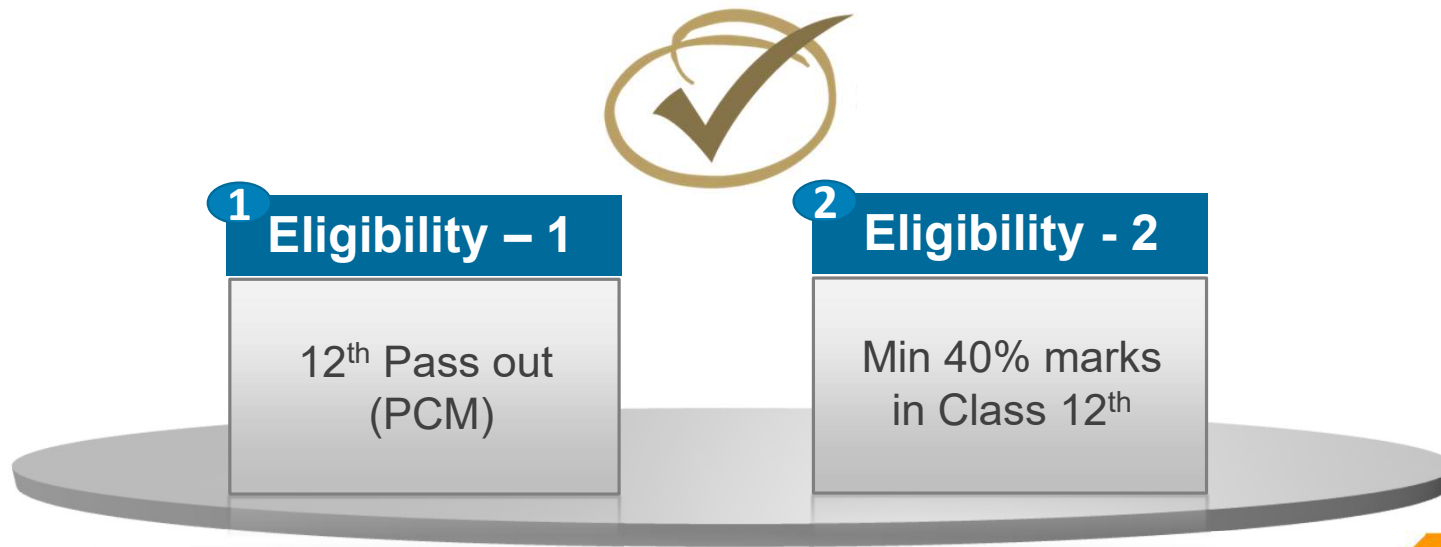 1
Eligibility – 1
12th Pass out
(PCM)
2
Eligibility - 2
Min 40% marks
in Class 12th